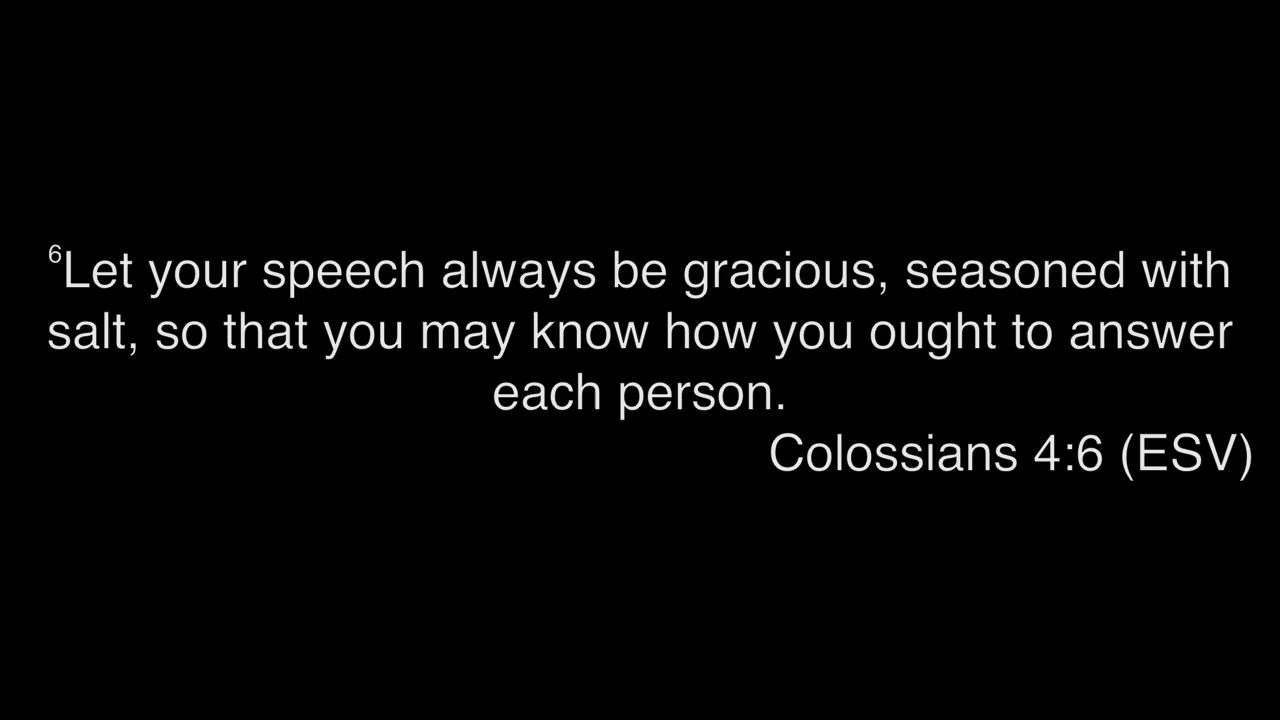 ⁶Let your speech always be gracious, seasoned with
salt, so that you may know how you ought to answer
each person.
Colossians 4:6 (ESV)